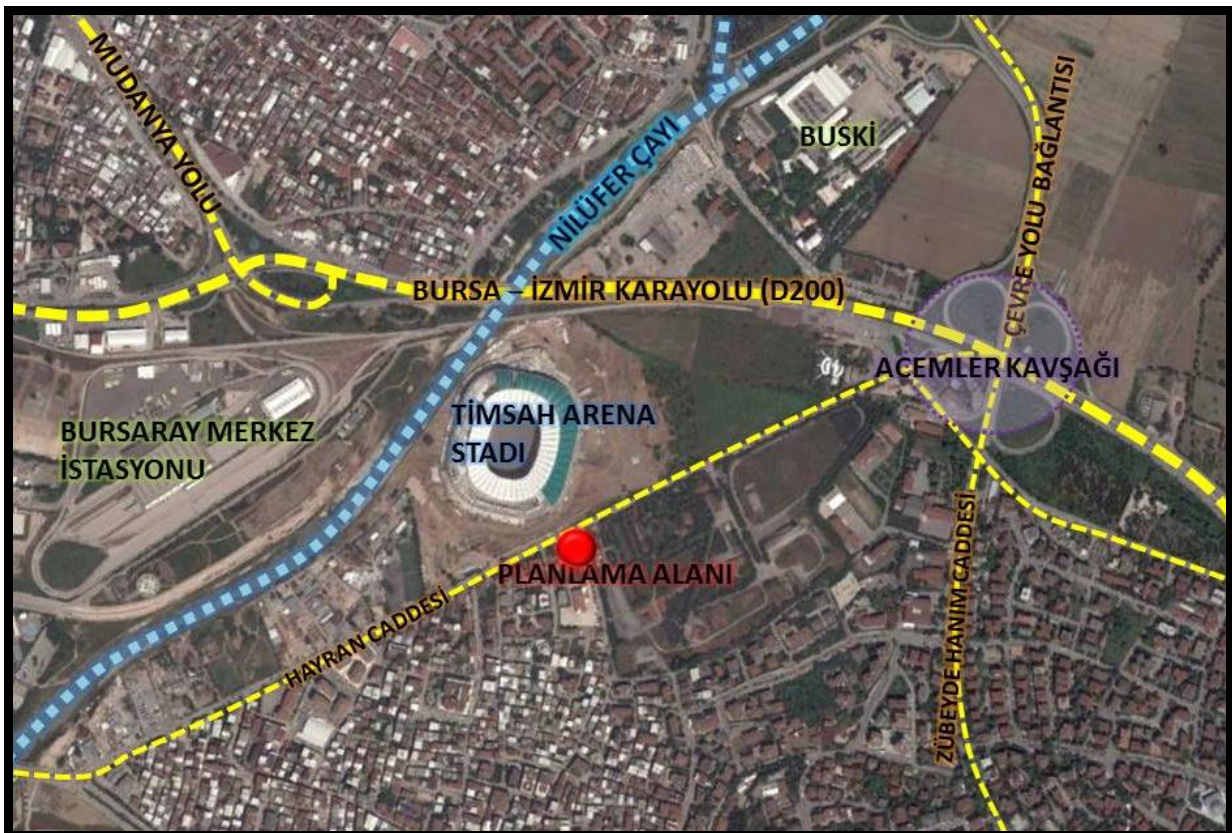 MUDANYA YOLU
NİLÜFER ÇAYI
BUSKİ
ÇEVRE YOLU BAĞLANTISI
BURSA – İZMİR KARAYOLU (D200)
ACEMLER KAVŞAĞI
TİMSAH ARENA
STADI
BURSARAY MERKEZ
İSTASYONU
PLANLAMA ALANI
HAYRAN CADDESİ
ZÜBEYDE HANIM CADDESİ